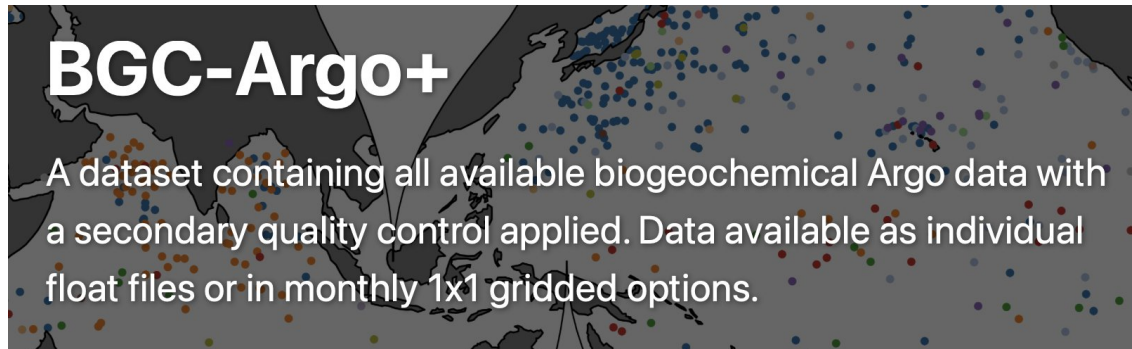 BGC-Argo+
A dataset containing all available biogeochemical Argo data with
a secondary quality control applied. Data available as individual
float files or in monthly 1x1 gridded options.